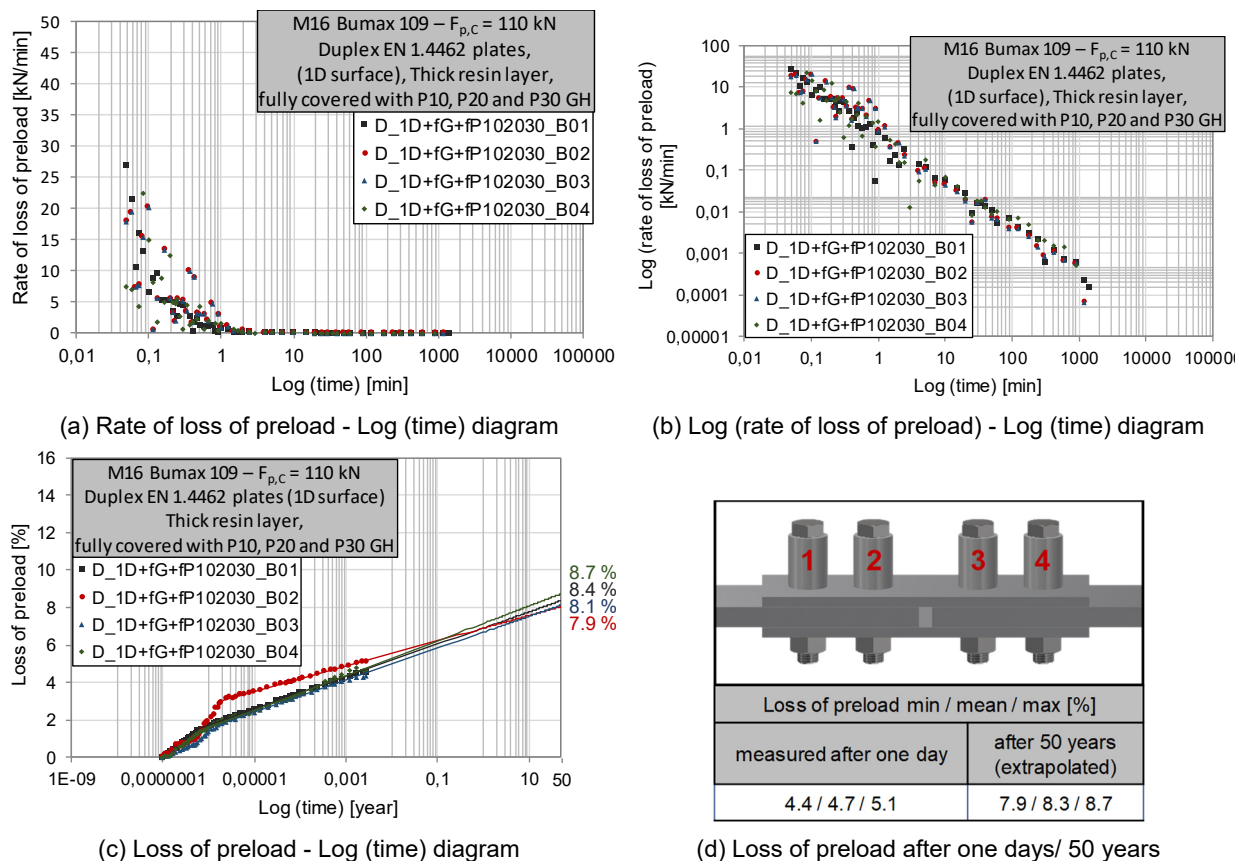 50
45
40
35
30
25
20
15
10
5
0
Rate of loss of preload [kN/min]
M16 Bumax 109 – Fp,C = 110 kN
Duplex EN 1.4462 plates,
(1D surface), Thick resin layer,
fully covered with P10, P20 and P30 GH
D_1D+fG+fP102030_B01
D_1D+fG+fP102030_B02
D_1D+fG+fP102030_B03
D_1D+fG+fP102030_B04
0,01 0,1 1 10 100 1000 10000 100000
Log (time) [min]
(a) Rate of loss of preload - Log (time) diagram
100
10
1
0,1
0,01
0,001
0,0001
0,00001
Log (rate of loss of preload)
[kN/min]
M16 Bumax 109 – Fp,C = 110 kN
Duplex EN 1.4462 plates,
(1D surface), Thick resin layer,
fully covered with P10, P20 and P30 GH
D_1D+fG+fP102030_B01
D_1D+fG+fP102030_B02
D_1D+fG+fP102030_B03
D_1D+fG+fP102030_B04
0,01 0,1 1 10 100 1000 10000 100000
Log (time) [min]
(b) Log (rate of loss of preload) - Log (time) diagram
16
14
12
10
8
6
4
2
0
Loss of preload [%]
M16 Bumax 109 – Fp,C = 110 kN
Duplex EN 1.4462 plates (1D surface)
Thick resin layer,
fully covered with P10, P20 and P30 GH
D_1D+fG+fP102030_B01
D_1D+fG+fP102030_B02
D_1D+fG+fP102030_B03
D_1D+fG+fP102030_B04
8.7 %
8.4 %
8.1 %
7.9 %
1E-09 0,0000001 0,00001 0,001 0,1 10 50
Log (time) [year]
(c) Loss of preload - Log (time) diagram
1 2 3 4
Loss of preload min / mean / max [%]
measured after one day
after 50 years
(extrapolated)
4.4 / 4.7 / 5.1
7.9 / 8.3 / 8.7
(d) Loss of preload after one days/ 50 years